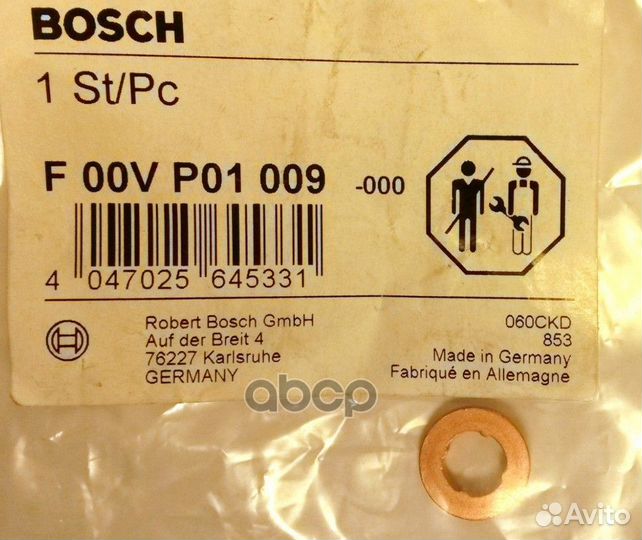 BOSCH
1 St/Pc
F 00V P01 009 -000
4 047025 645331
Robert Bosch GmbH
Auf der Breit 4
76227 Karlsruhe
GERMANY
060CKD
853
Made in Germany
Fabriqué en Allemagne
abcp
Avito